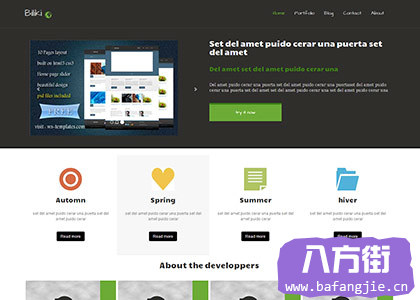 Biliki
Home Portfolio Blog Contact About
10 Pages layout
built on html5 css3
Home page slider
beautiful design
psd files included
visit : ws-templates.com
Set del amet puido cerar una puerta set
del amet
Del amet set del amet puido cerar una
Del amet puido cerar una puerta set del amet puido cerar una puertaset del amet puido
cerar una puerta set del amet set del amet puido cerar una set del amet puido cerar una
try it now
Automn
set del amet puido cerar una puerta set del
amet puido cerar
Read more
Spring
set del amet puido cerar una puerta set del
amet puido cerar
Read more
Summer
set del amet puido cerar una puerta set del
amet puido cerar
Read more
hiver
set del amet puido cerar una puerta set del
amet puido cerar
Read more
About the developpers
八方街
www.bafangjie.cn